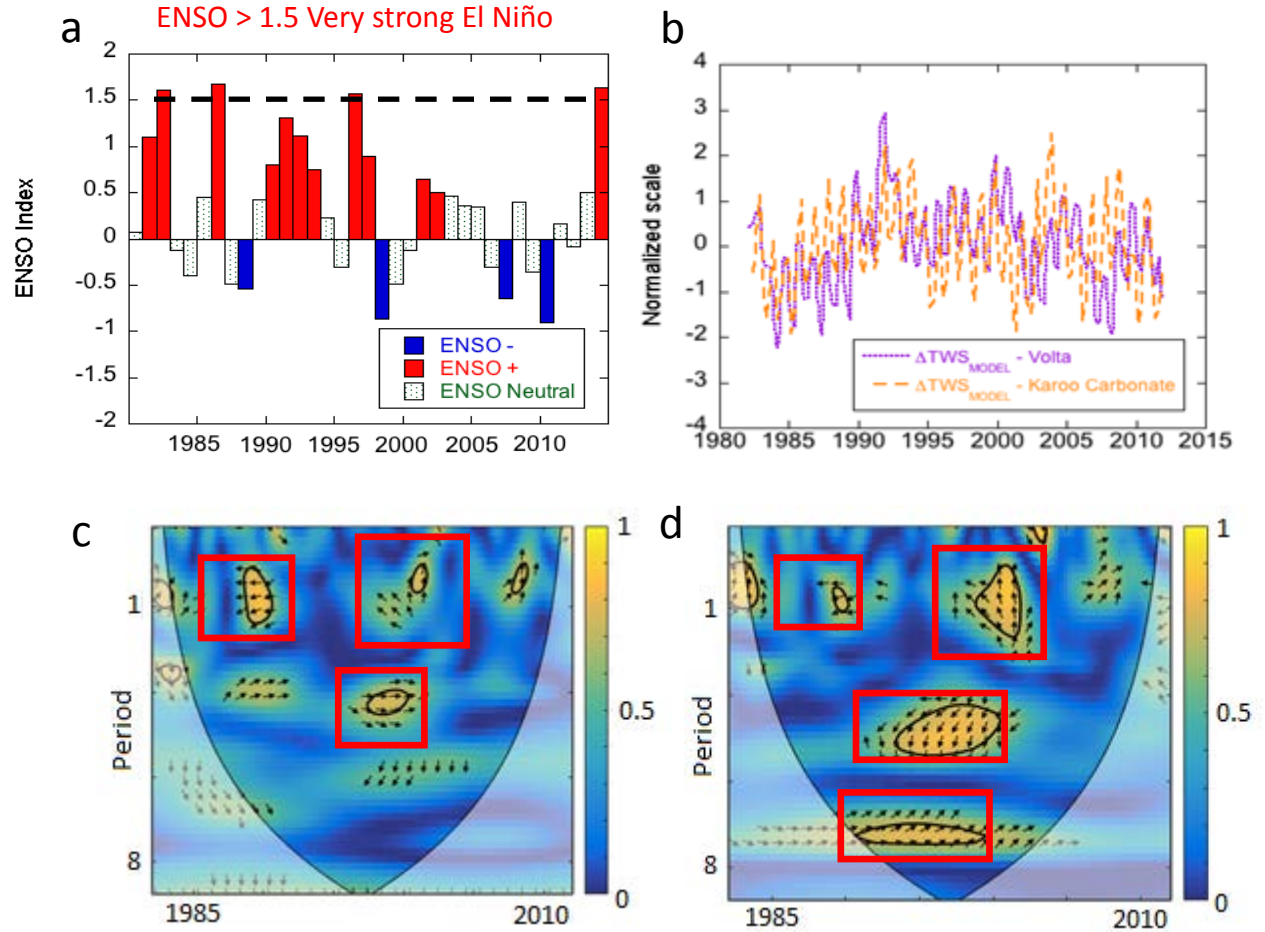 ENSO > 1.5 Very strong El Niño
a
2
1.5
1
0.5
0
-0.5
-1
-1.5
-2
ENSO Index
ENSO -
ENSO +
ENSO Neutral
1985 1990 1995 2000 2005 2010
b
4
3
2
1
0
-1
-2
-3
-4
Normalized scale
ΔTWS MODEL - Volta
ΔTWS MODEL - Karoo Carbonate
1980 1985 1990 1995 2000 2005 2010 2015
c
1
8
Period
1985 2010
1
0.5
0
d
1
8
Period
1985 2010
1
0.5
0